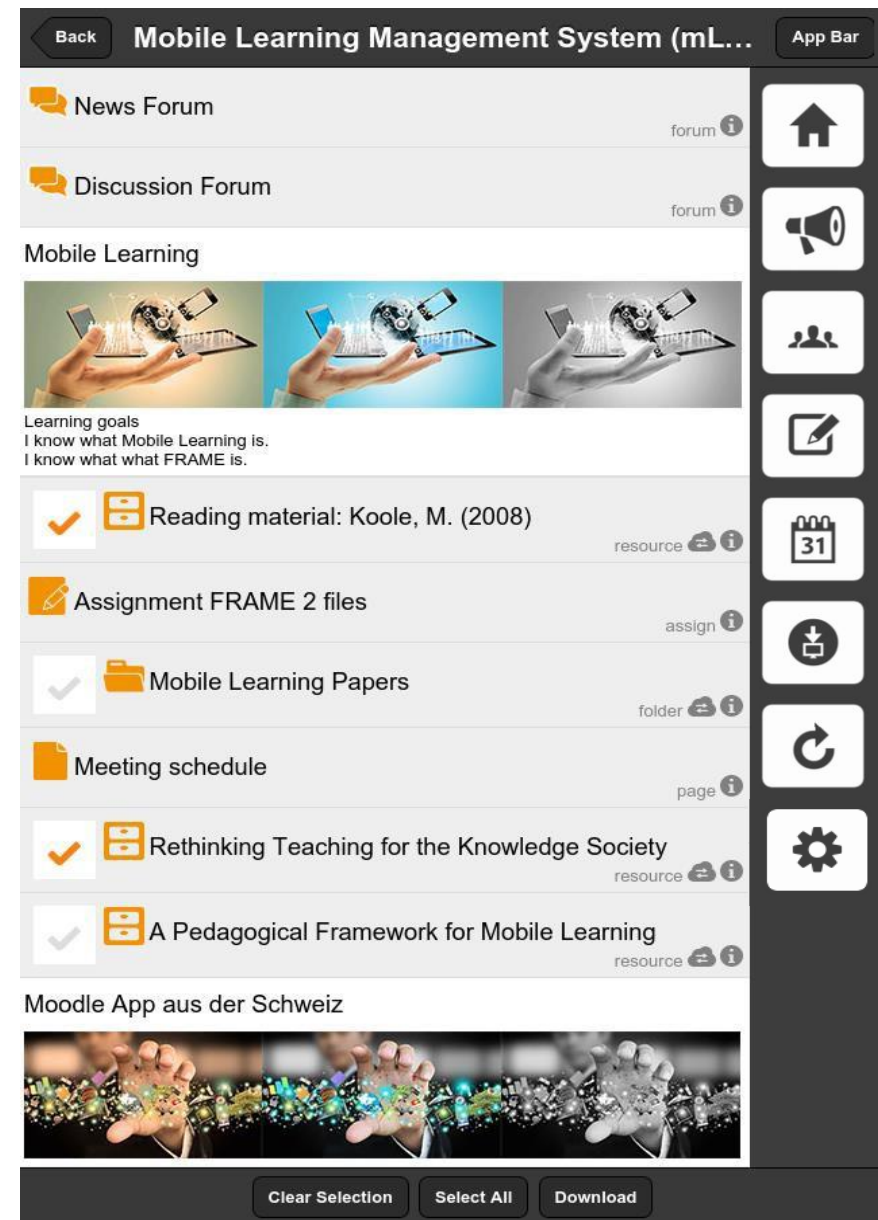 Back
Mobile Learning Management System (mL...
App Bar
News Forum
forum
Discussion Forum
forum
Mobile Learning
Learning goals
I know what Mobile Learning is.
I know what what FRAME is.
Reading material: Koole, M. (2008)
resource
Assignment FRAME 2 files
assign
Mobile Learning Papers
folder
Meeting schedule
page
Rethinking Teaching for the Knowledge Society
resource
A Pedagogical Framework for Mobile Learning
resource
31
Moodle App aus der Schweiz
Clear Selection
Select All
Download